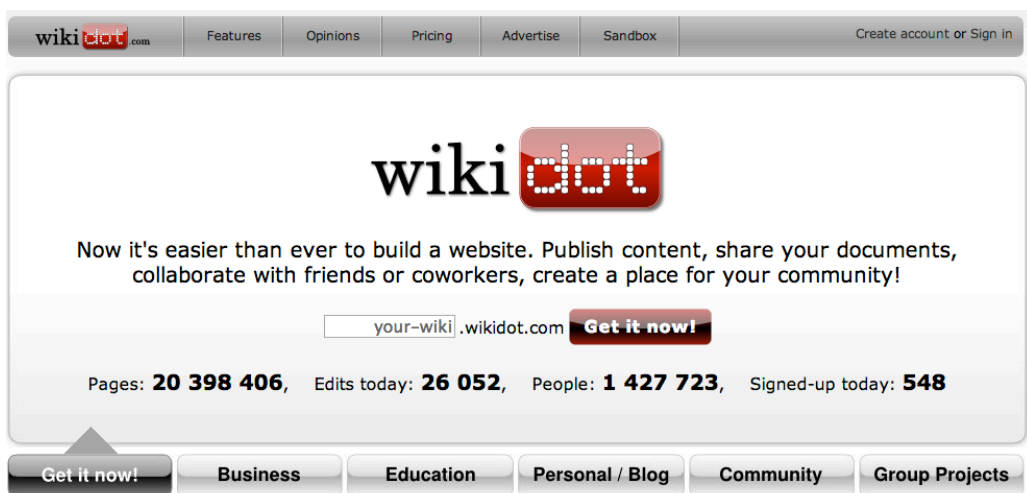 wikidot.com Features Opinions Pricing Advertise Sandbox Create account or Sign in
wikidot
Now it's easier than ever to build a website. Publish content, share your documents,
collaborate with friends or coworkers, create a place for your community!
your-wiki .wikidot.com Get it now!
Pages: 20 398 406, Edits today: 26 052, People: 1 427 723, Signed-up today: 548
Get it now! Business Education Personal / Blog Community Group Projects